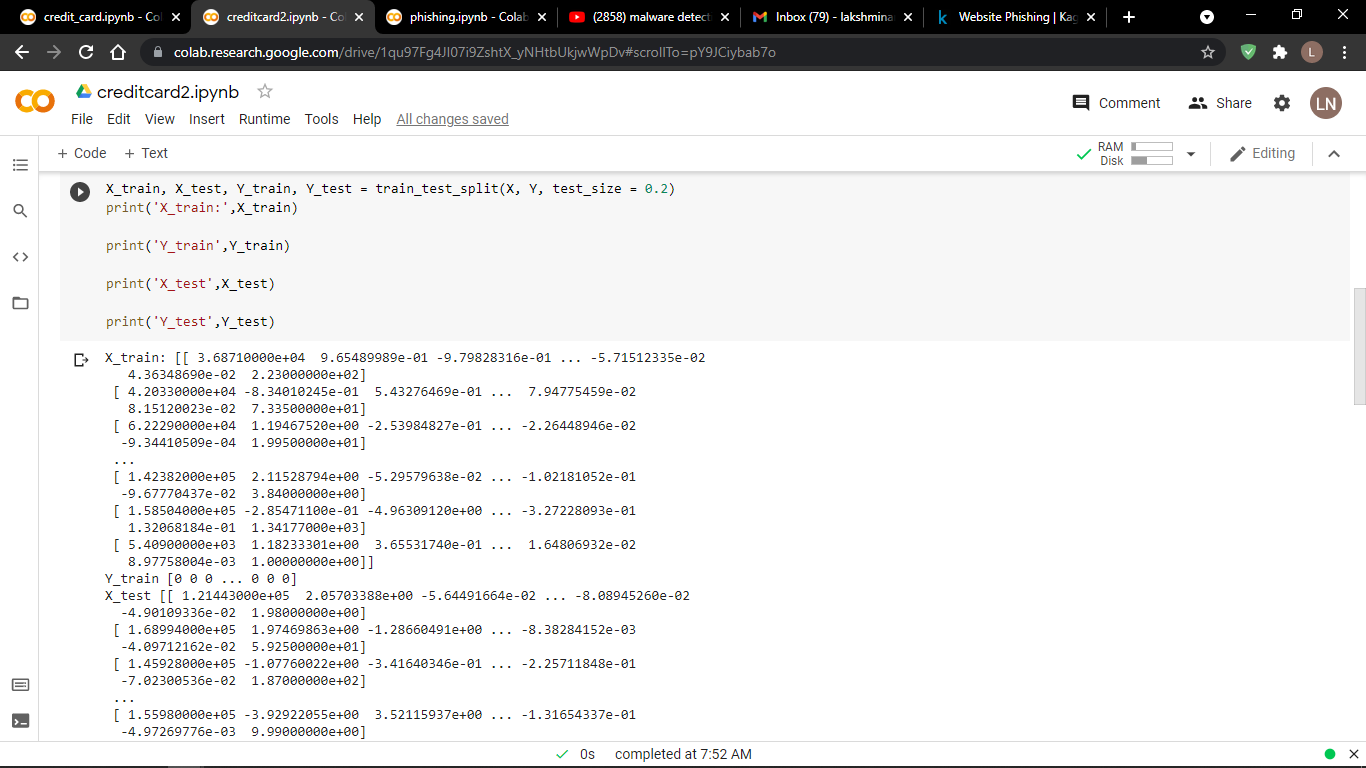 credit_card.ipynb - Co
creditcard2.ipynb - Co
phishing.ipynb - Colab
(2858) malware detect
Inbox (79) - lakshmina
Website Phishing | Kag
colab.research.google.com/drive/1qu97Fg4JI07i9ZshtX_yNHtbUkjwWpDv#scrollTo=pY9JCiybab7o
L
creditcard2.ipynb
Comment
Share
LN
File Edit View Insert Runtime Tools Help All changes saved
+ Code + Text
RAM
Disk
Editing
X_train, X_test, Y_train, Y_test = train_test_split(X, Y, test_size = 0.2)
print('X_train:',X_train)
print('Y_train',Y_train)
print('X_test',X_test)
print('Y_test',Y_test)
X_train: [[ 3.68710000e+04 9.65489989e-01 -9.79828316e-01 ... -5.71512335e-02
4.36348690e-02 2.23000000e+02]
[ 4.20330000e+04 -8.34010245e-01 5.43276469e-01 ... 7.94775459e-02
8.15120023e-02 7.33500000e+01]
[ 6.22290000e+04 1.19467520e+00 -2.53984827e-01 ... -2.26448946e-02
-9.34410509e-04 1.99500000e+01]
...
[ 1.42382000e+05 2.11528794e+00 -5.29579638e-02 ... -1.02181052e-01
-9.67770437e-02 3.84000000e+00]
[ 1.58504000e+05 -2.85471100e-01 -4.96309120e+00 ... -3.27228093e-01
1.32068184e-01 1.34177000e+03]
[ 5.40900000e+03 1.18233301e+00 3.65531740e-01 ... 1.64806932e-02
8.97758004e-03 1.00000000e+00]]
Y_train [0 0 0 ... 0 0 0]
X_test [[ 1.21443000e+05 2.05703388e+00 -5.64491664e-02 ... -8.08945260e-02
-4.90109336e-02 1.98000000e+00]
[ 1.68994000e+05 1.97469863e+00 -1.28660491e+00 ... -8.38284152e-03
-4.09712162e-02 5.92500000e+01]
[ 1.45928000e+05 -1.07760022e+00 -3.41640346e-01 ... -2.25711848e-01
-7.02300536e-02 1.87000000e+02]
...
[ 1.55980000e+05 -3.92922055e+00 3.52115937e+00 ... -1.31654337e-01
-4.97269776e-03 9.99000000e+00]
0s completed at 7:52 AM